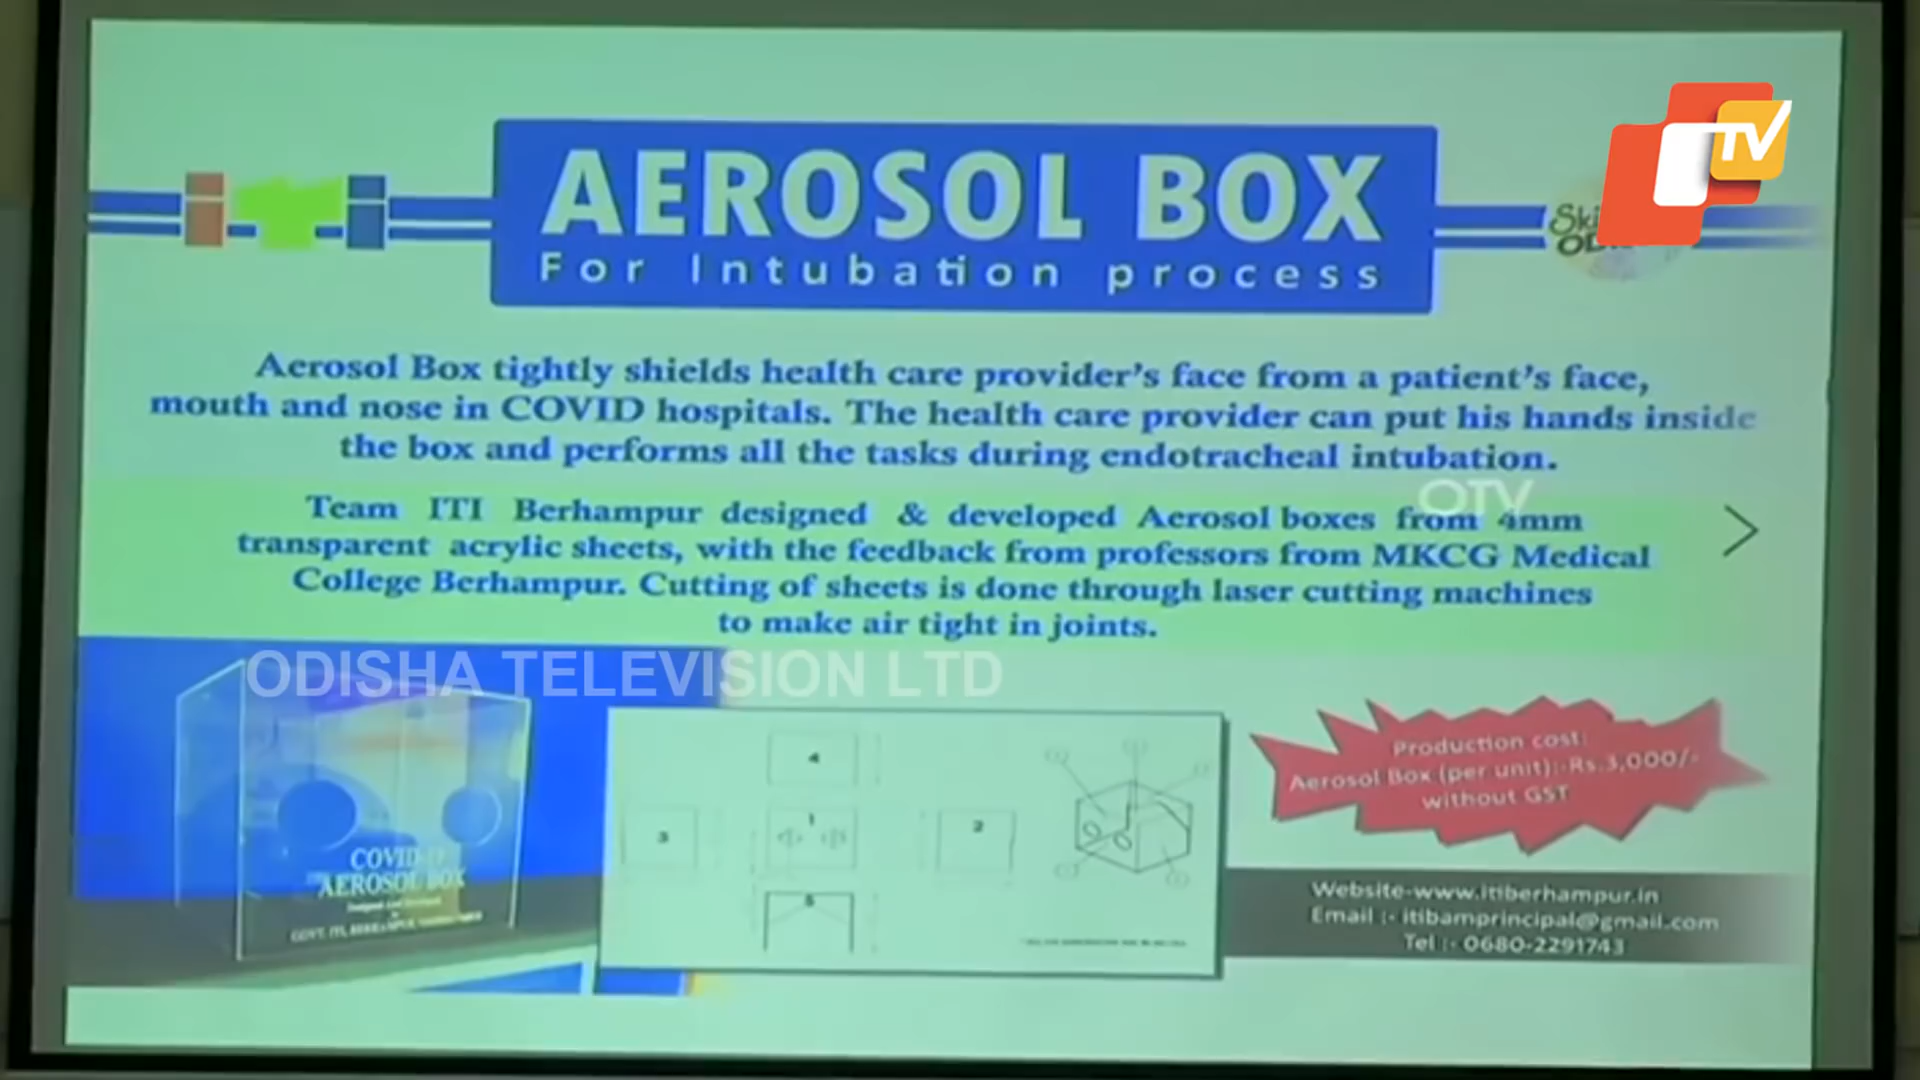 TV
AEROSOL BOX
For Intubation process
Aerosol Box tightly shields health care provider's face from a patient's face,
mouth and nose in COVID hospitals. The health care provider can put his hands inside
the box and performs all the tasks during endotracheal intubation.
OTV
Team ITI Berhampur designed & developed Aerosol boxes from 4mm
transparent acrylic sheets, with the feedback from professors from MKCG Medical
College Berhampur. Cutting of sheets is done through laser cutting machines
to make air tight in joints.
ODISHA TELEVISION LTD
COVID
AEROSOL BOX
4
3
1
2
5
Production cost:
Aerosol Box (per unit):-Rs.3,000/-
without GST
Website-www.itiberhampur.in
Email :- itibamprincipal@gmail.com
Tel :- 0680-2291743